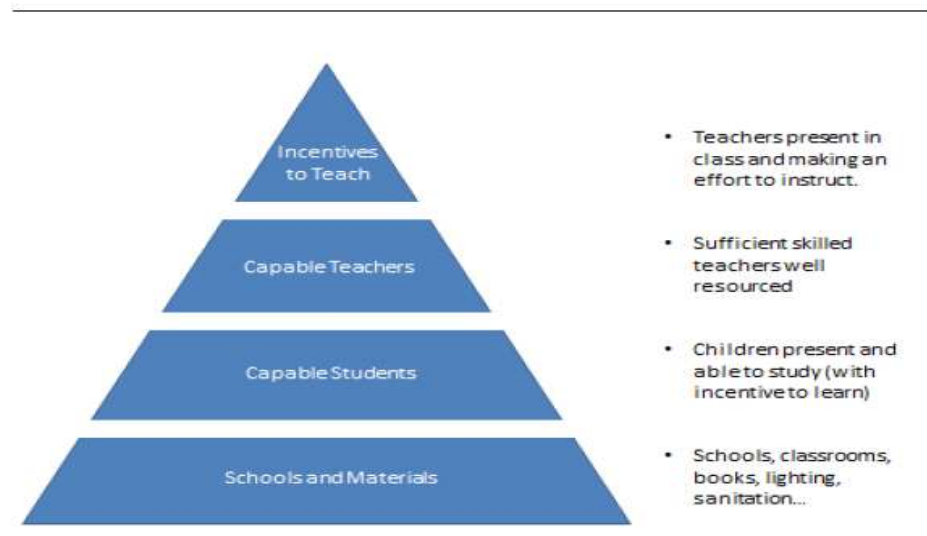 Incentives
to Teach
• Teachers present in
class and making an
effort to instruct.
Capable Teachers
• Sufficient skilled
teachers well
resourced
Capable Students
• Children present and
able to study (with
incentive to learn)
Schools and Materials
• Schools, classrooms,
books, lighting,
sanitation...